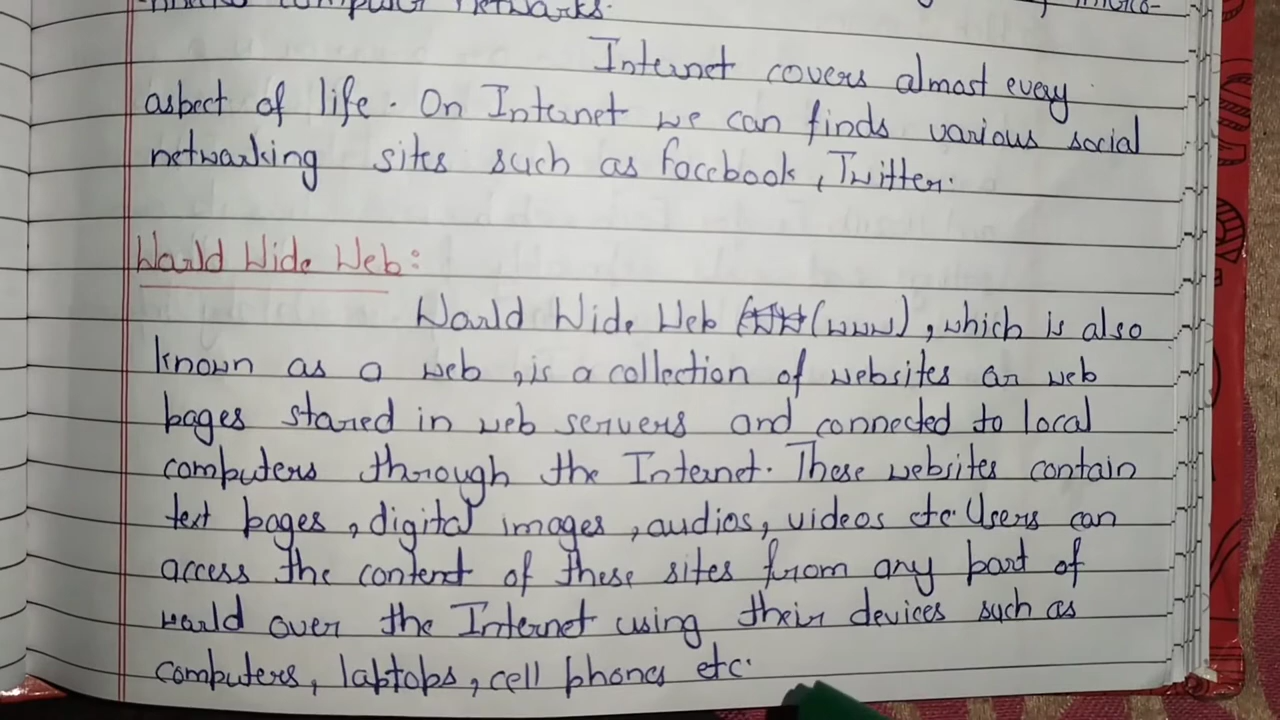 computer networks.
Internet covers almost every
aspect of life. On Internet we can finds various social
networking sites such as facebook, Twitter.
World Wide Web:
World Wide Web (www), which is also
known as a web, is a collection of websites or web
pages stored in web servers and connected to local
computers through the Internet. These websites contain
text pages, digital images, audios, videos etc. Users can
access the content of these sites from any part of
world over the Internet using their devices such as
computers, laptops, cell phones etc.